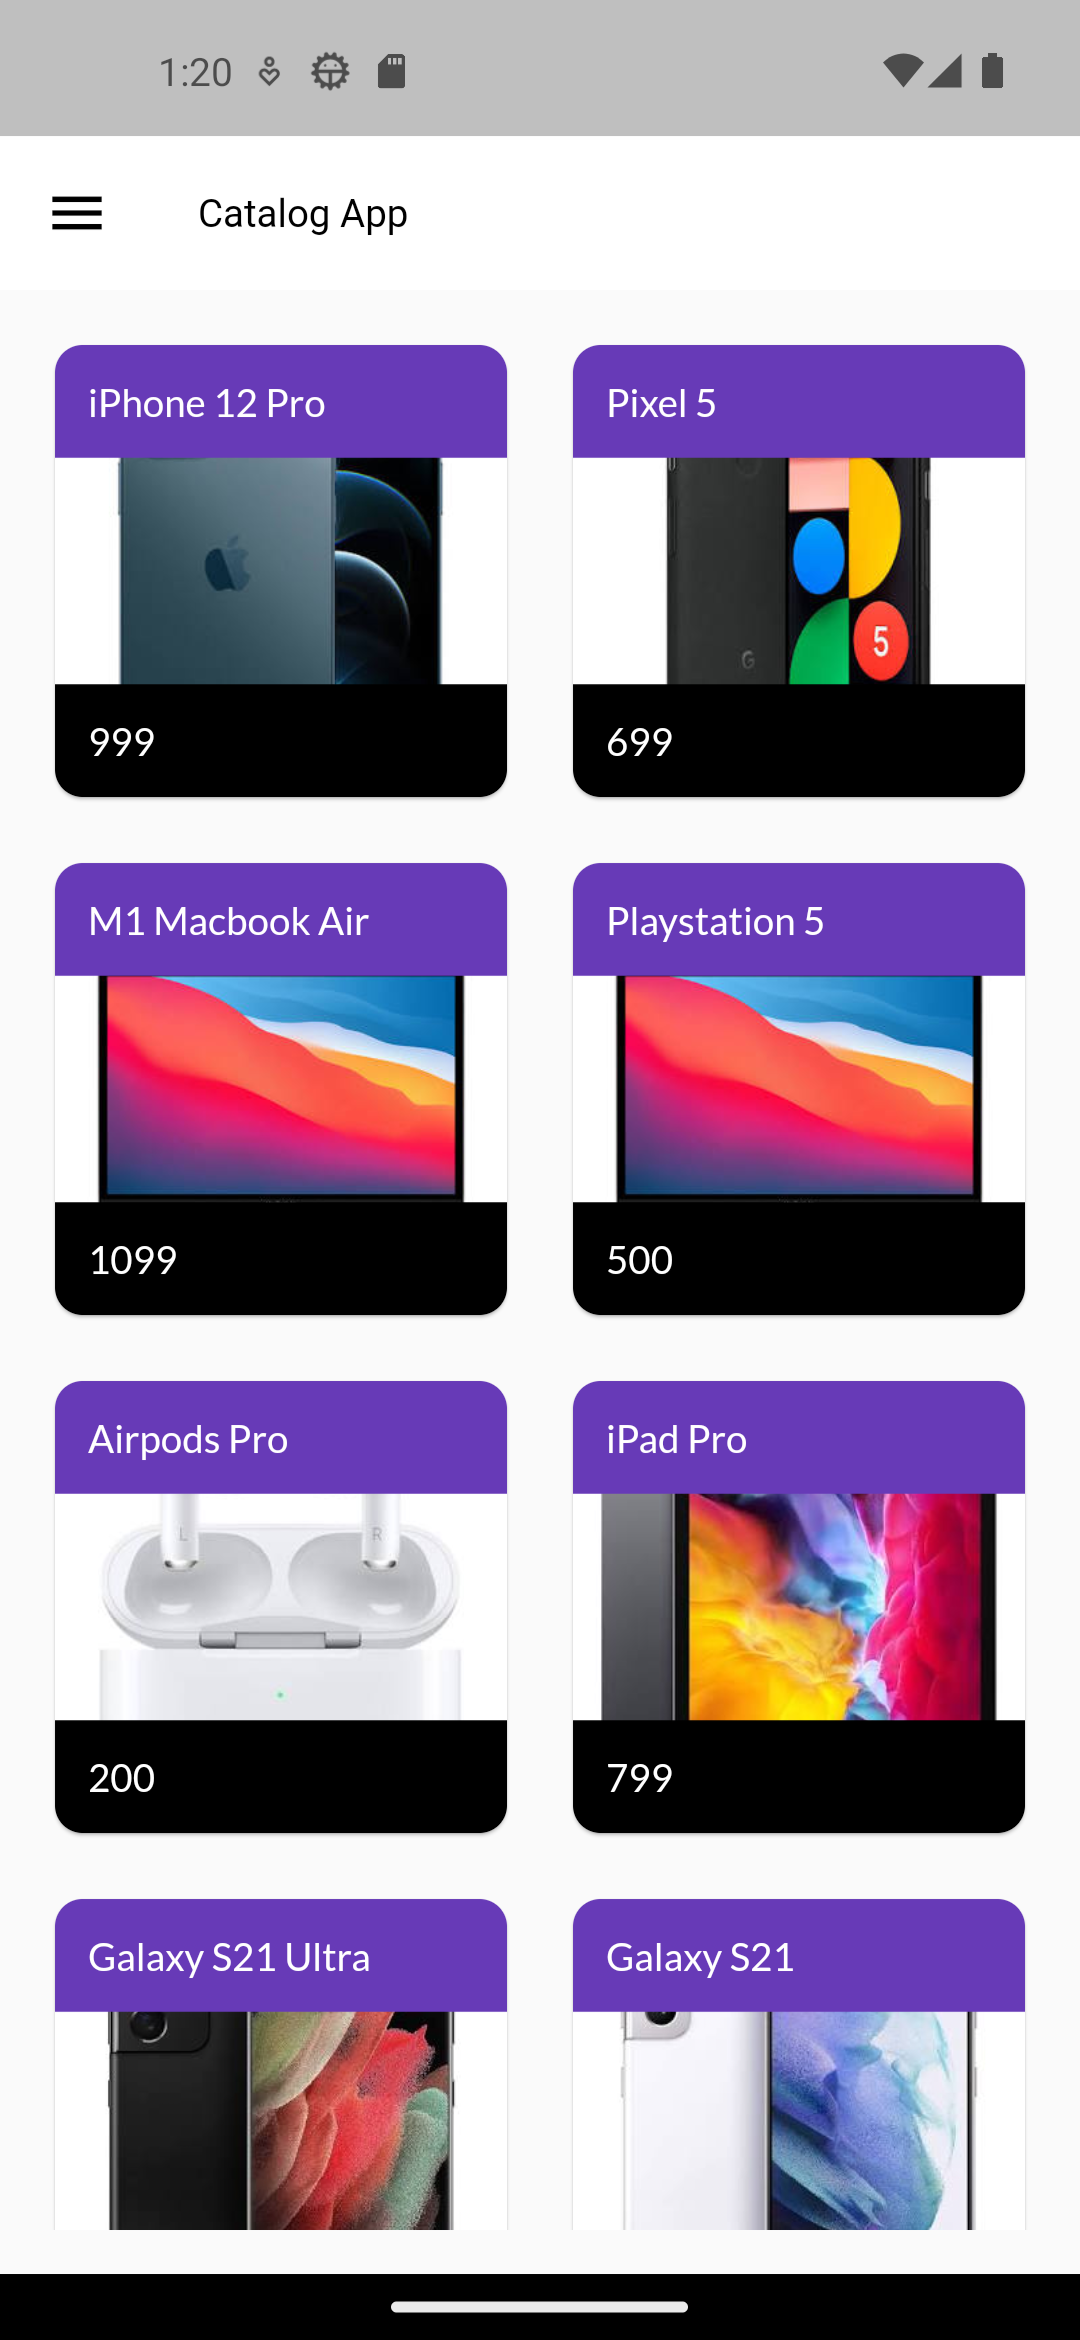 1:20
Catalog App
iPhone 12 Pro
Pixel 5
G
5
999
699
M1 Macbook Air
Playstation 5
1099
500
Airpods Pro
iPad Pro
L
R
200
799
Galaxy S21 Ultra
Galaxy S21